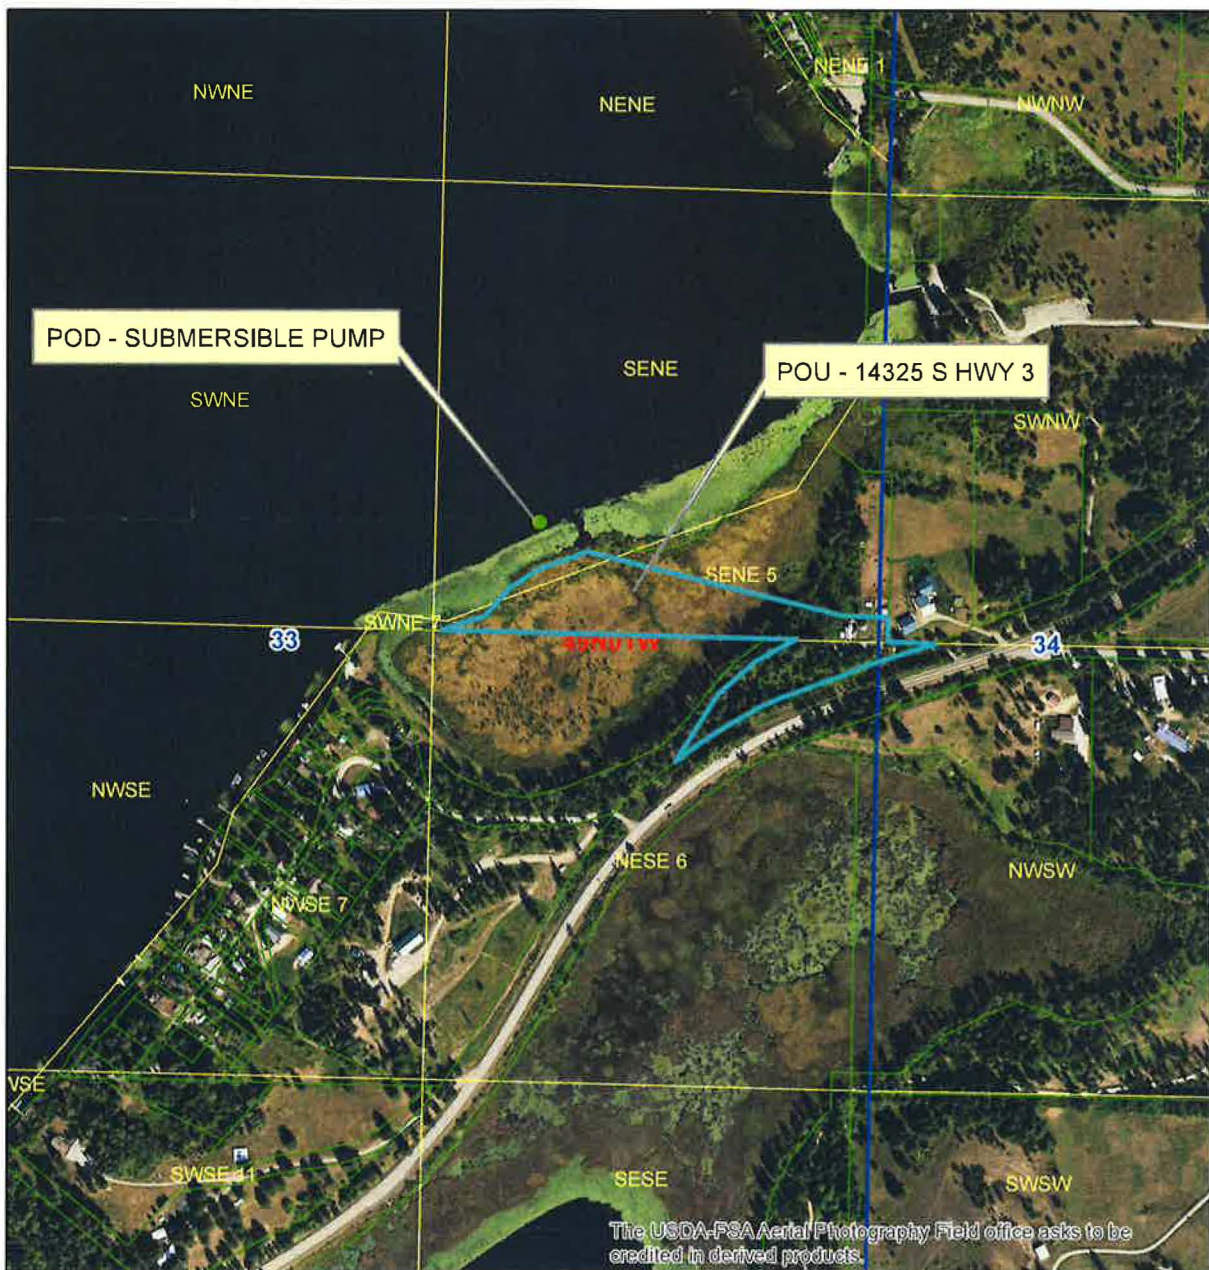 NWNE
NENE
NENE 1
NWNW
POD - SUBMERSIBLE PUMP
SENE
POU - 14325 S HWY 3
SWNE
SWNW
SENE 5
SWNE 7
33
49N01W
34
NWSE
NESE 6
NWSW
NWSE 7
SWSE 11
SESE
SWSW
The USDA-FSA Aerial Photography Field office asks to be
credited in derived products.